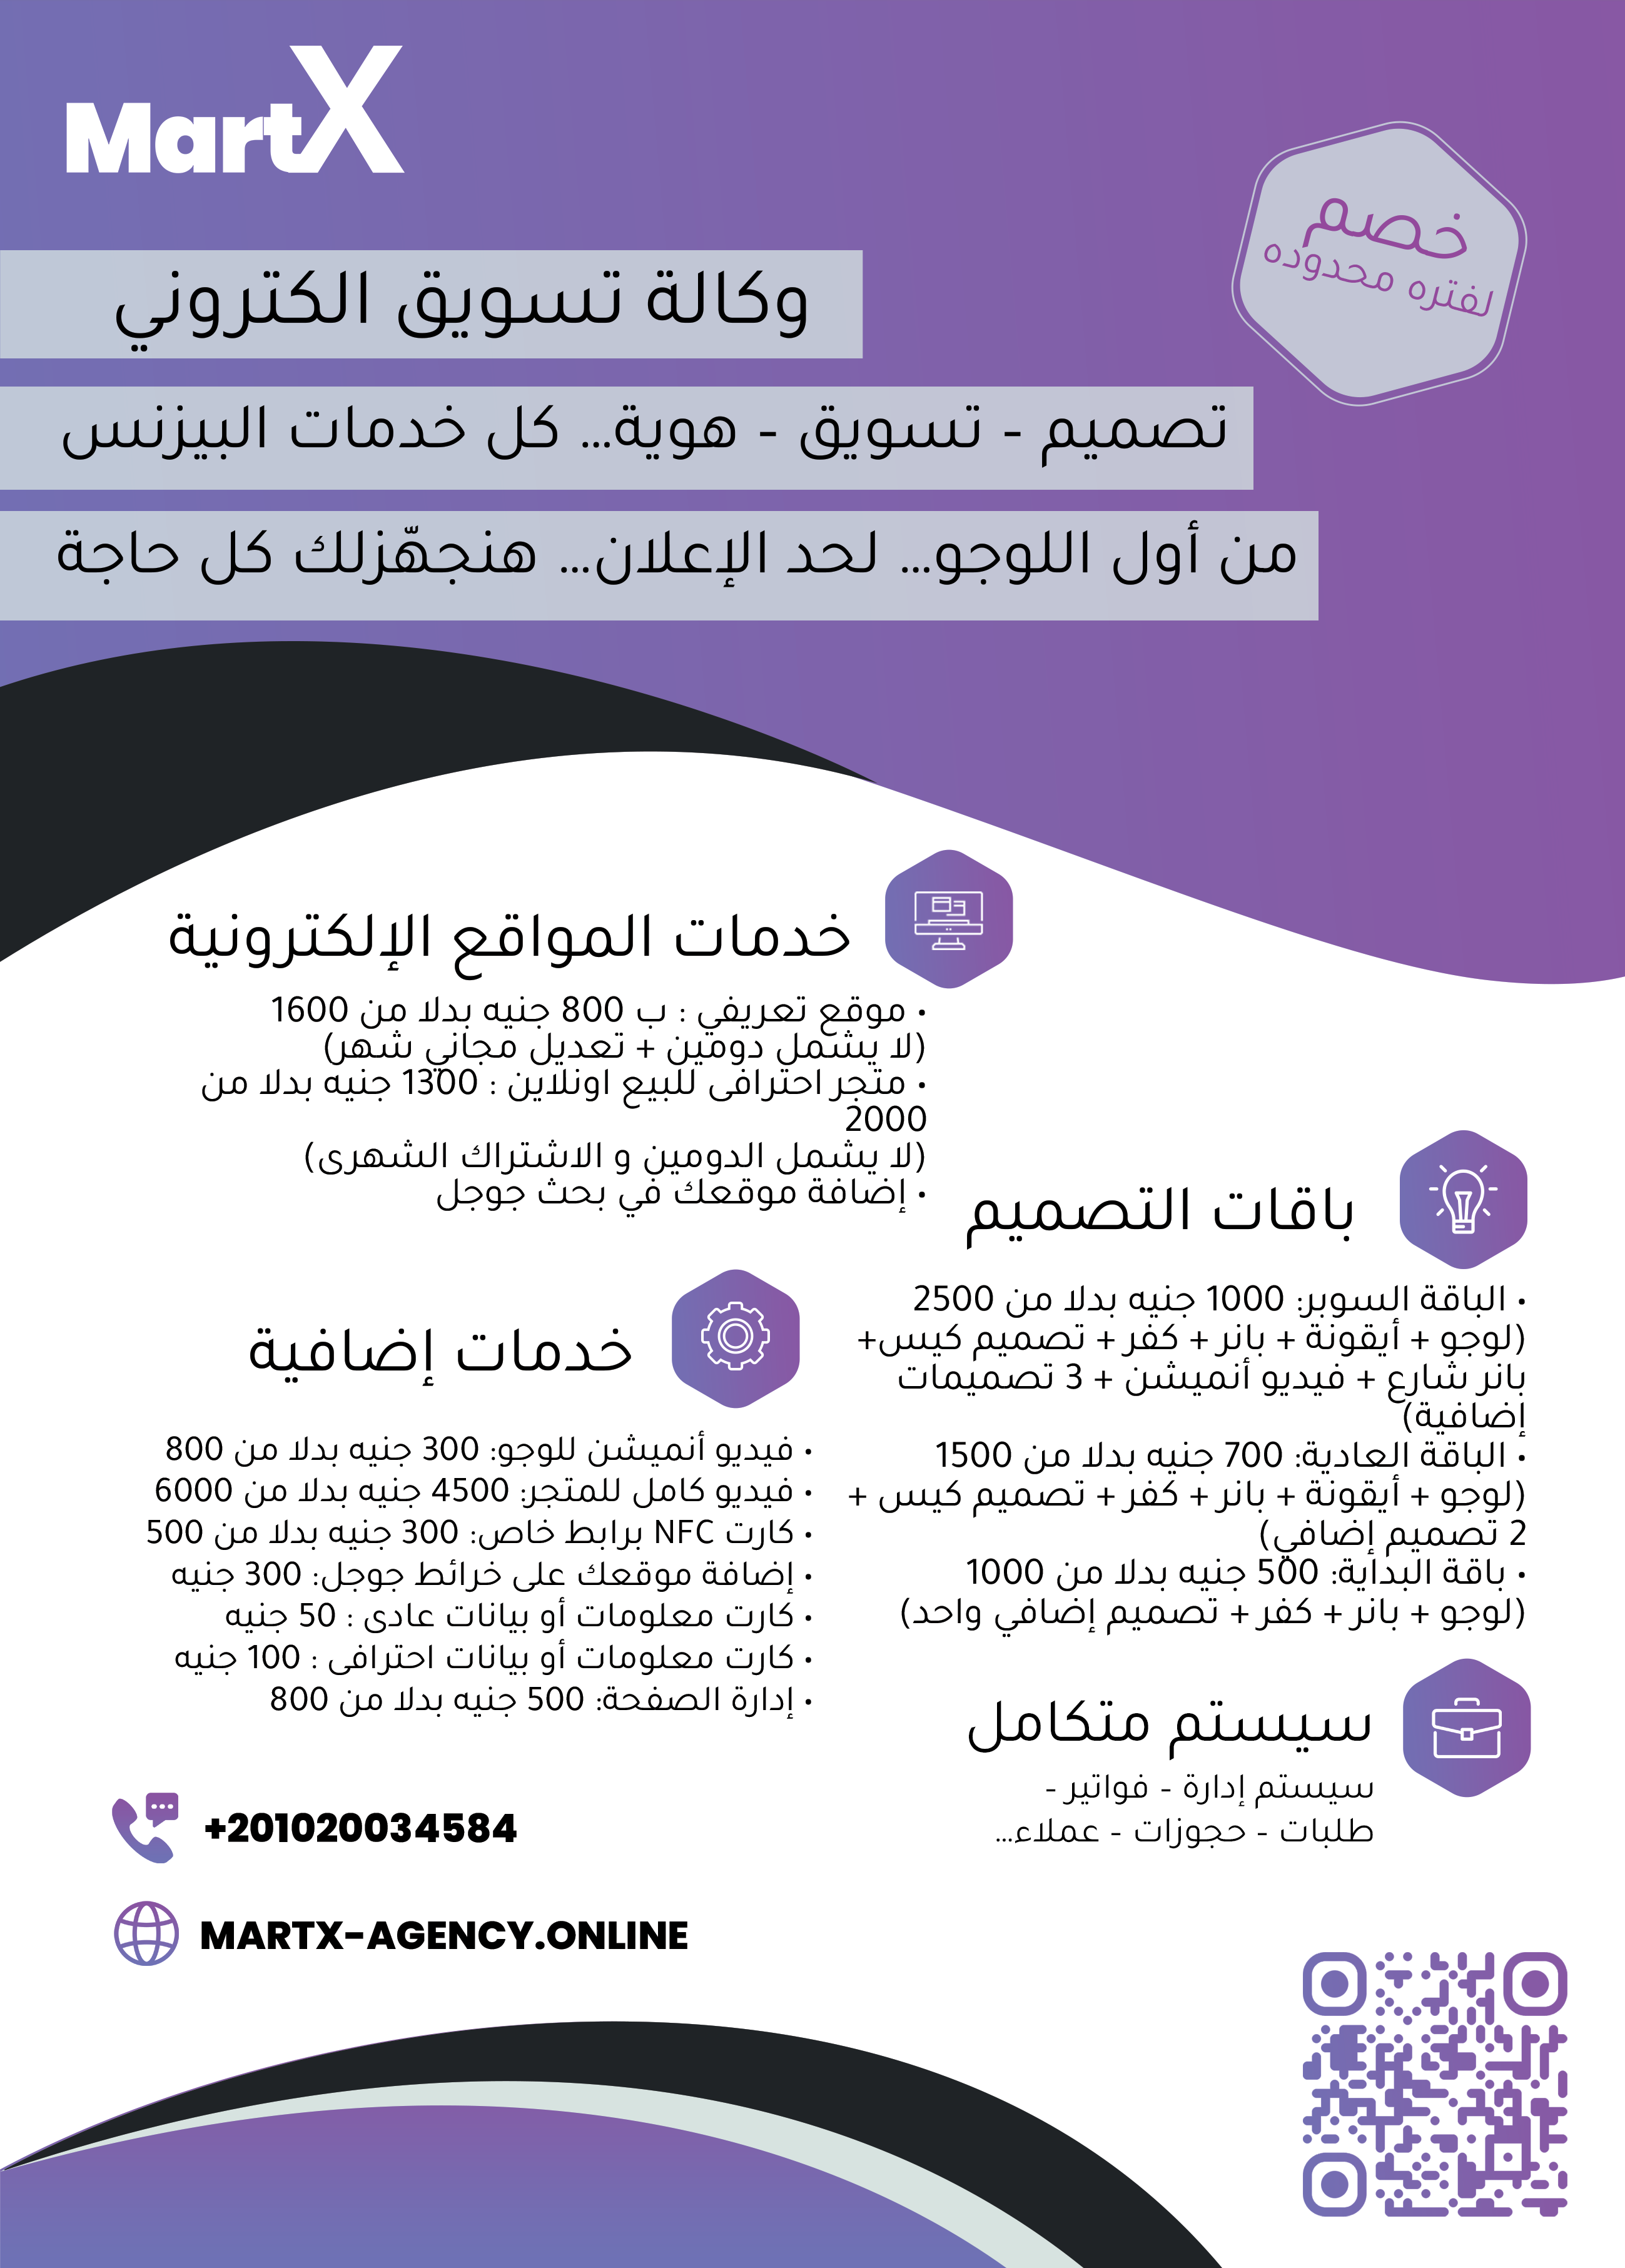 MartX
خصم
لفتره محدوده
وكالة تسويق الكتروني
تصميم - تسويق - هوية... كل خدمات البيزنس
من أول اللوجو... لحد الإعلان... هنجهّزلك كل حاجة
خدمات المواقع الإلكترونية
• موقع تعريفي : ب 800 جنيه بدلا من 1600
(لا يشمل دومين + تعديل مجاني شهر)
• متجر احترافى للبيع اونلاين : 1300 جنيه بدلا من
2000
(لا يشمل الدومين و الاشتراك الشهرى)
• إضافة موقعك في بحث جوجل
باقات التصميم
• الباقة السوبر: 1000 جنيه بدلا من 2500
(لوجو + أيقونة + بانر + كفر + تصميم كيس+
بانر شارع + فيديو أنميشن + 3 تصميمات
إضافية)
• الباقة العادية: 700 جنيه بدلا من 1500
(لوجو + أيقونة + بانر + كفر + تصميم كيس +
2 تصميم إضافي)
• باقة البداية: 500 جنيه بدلا من 1000
(لوجو + بانر + كفر + تصميم إضافي واحد)
خدمات إضافية
• فيديو أنميشن للوجو: 300 جنيه بدلا من 800
• فيديو كامل للمتجر: 4500 جنيه بدلا من 6000
• كارت NFC برابط خاص: 300 جنيه بدلا من 500
• إضافة موقعك على خرائط جوجل: 300 جنيه
• كارت معلومات أو بيانات عادى : 50 جنيه
• كارت معلومات أو بيانات احترافى : 100 جنيه
• إدارة الصفحة: 500 جنيه بدلا من 800
سيستم متكامل
سيستم إدارة - فواتير -
طلبات - حجوزات - عملاء...
+201020034584
MARTX-AGENCY.ONLINE